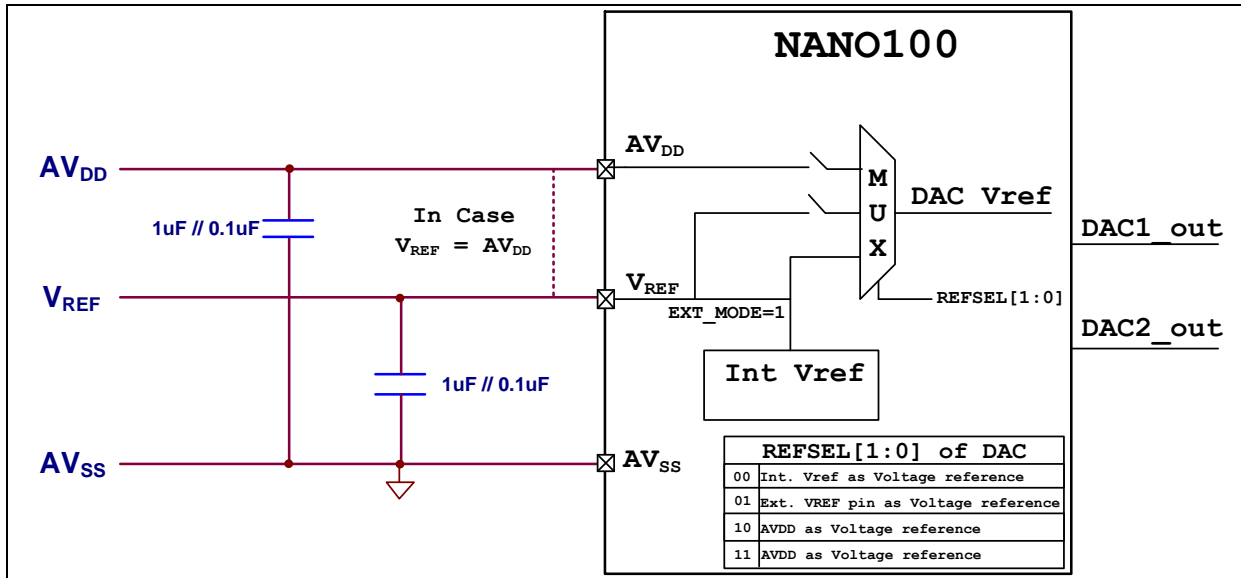 NANO100
AVDD
AVDD
1uF // 0.1uF
In Case
VREF = AVDD
M
U
X
DAC Vref
DAC1_out
VREF
VREF
EXT_MODE=1
REFSEL[1:0]
DAC2_out
Int Vref
1uF // 0.1uF
AVSS
AVSS
REFSEL[1:0] of DAC
00 Int. Vref as Voltage reference
01 Ext. VREF pin as Voltage reference
10 AVDD as Voltage reference
11 AVDD as Voltage reference